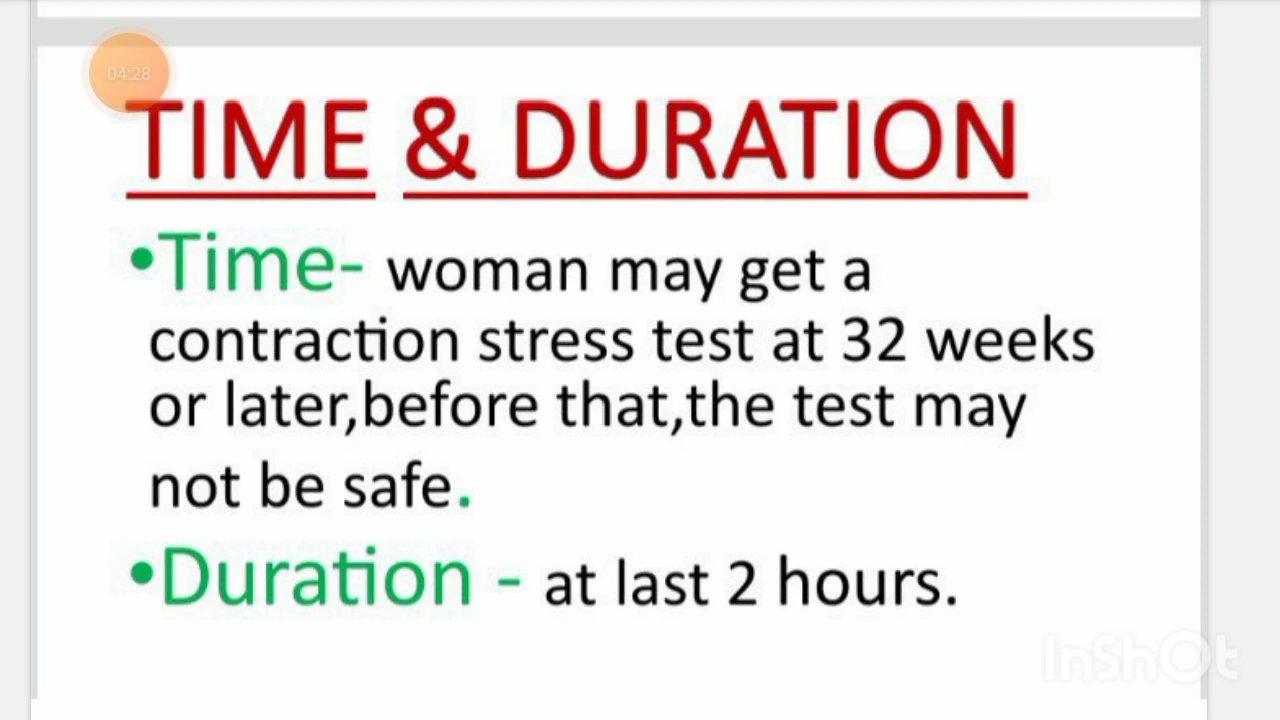 04:28
TIME & DURATION
•Time- woman may get a
contraction stress test at 32 weeks
or later,before that,the test may
not be safe.
•Duration - at last 2 hours.
InShOt